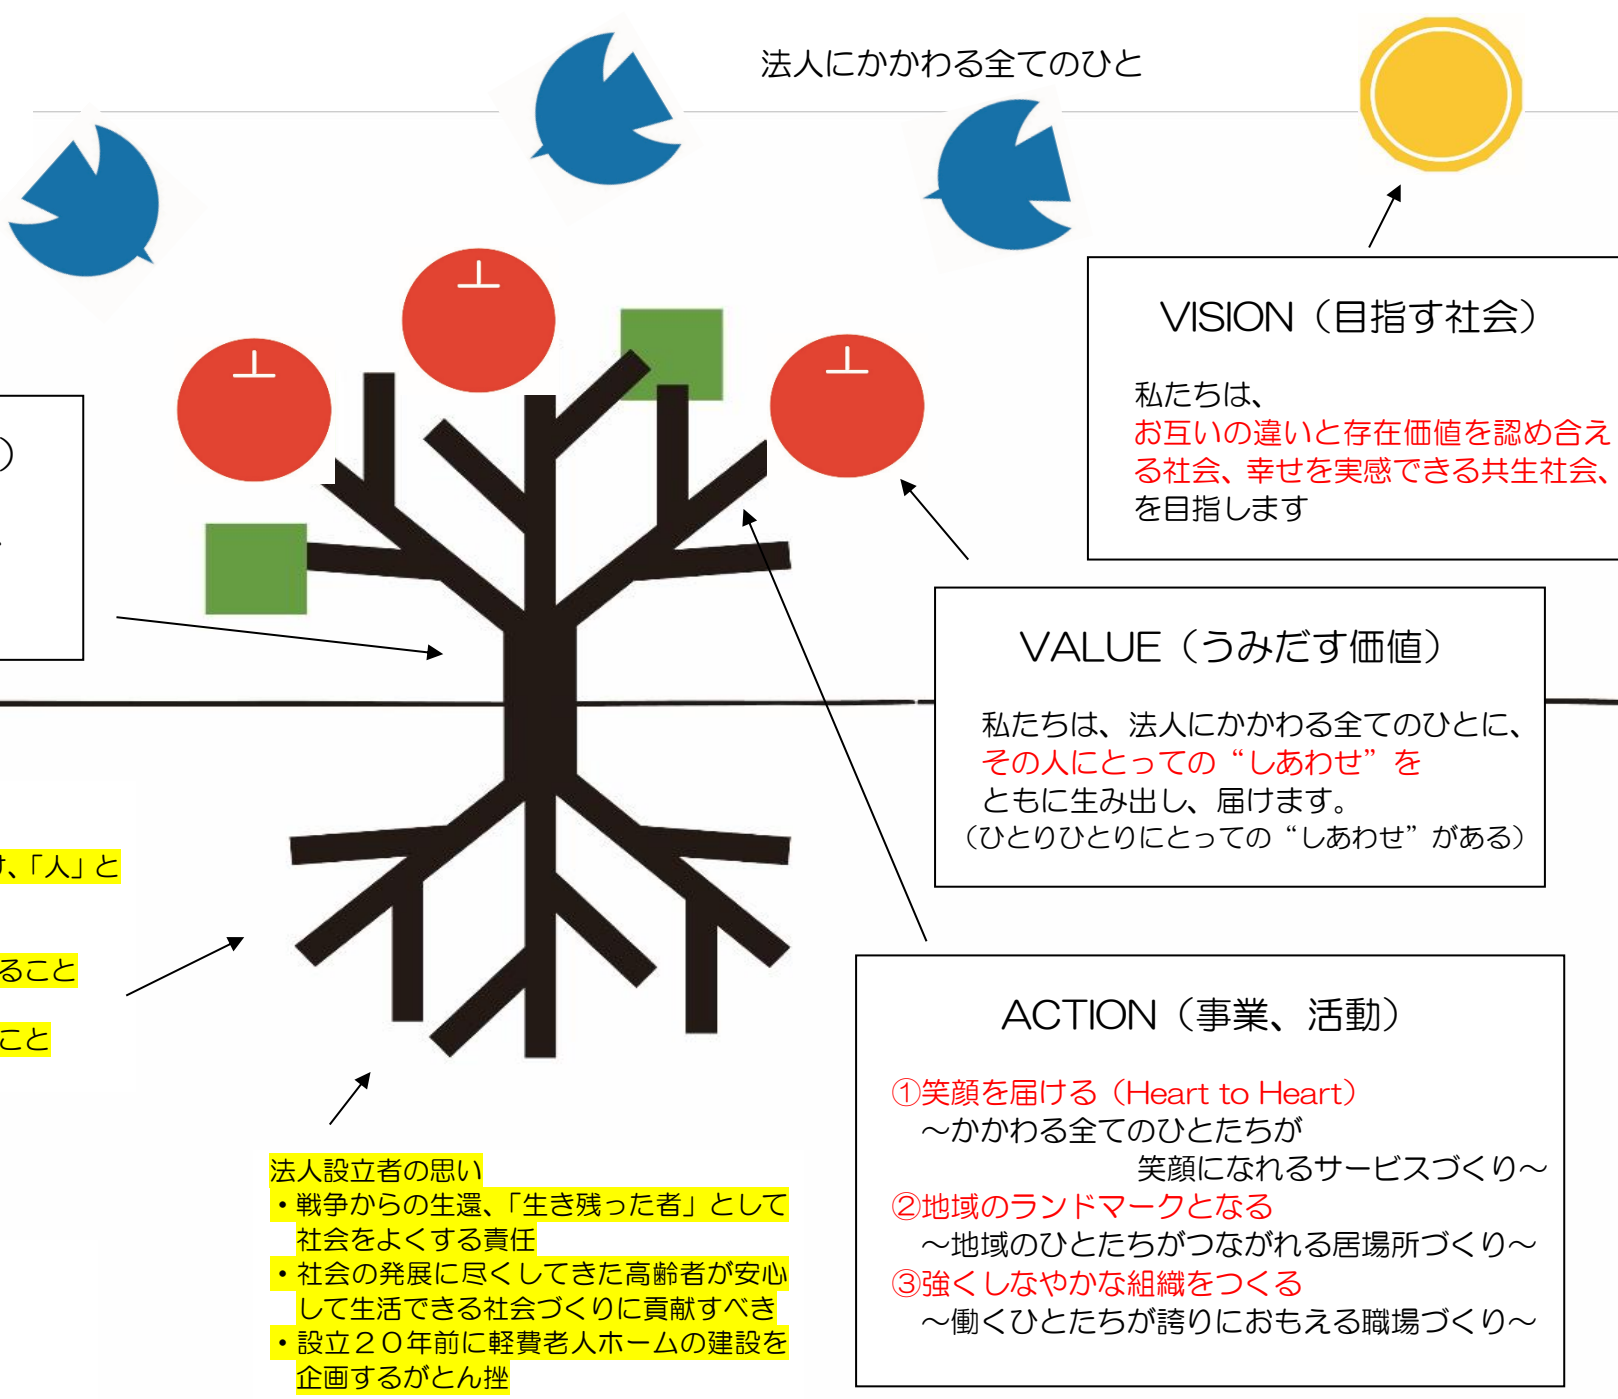 法人にかかわる全てのひと
VISION（目指す社会）
私たちは、
お互いの違いと存在価値を認め合え
る社会、幸せを実感できる共生社会、
を目指します
）
VALUE（うみだす価値）
私たちは、法人にかかわる全てのひとに、
その人にとっての“しあわせ”を
ともに生み出し、届けます。
（ひとりひとりにとっての“しあわせ”がある）
、「人」と
ること
こと
ACTION（事業、活動）
①笑顔を届ける（Heart to Heart）
～かかわる全てのひとたちが
笑顔になれるサービスづくり～
②地域のランドマークとなる
～地域のひとたちがつながれる居場所づくり～
③強くしなやかな組織をつくる
～働くひとたちが誇りにおもえる職場づくり～
法人設立者の思い
・戦争からの生還、「生き残った者」として
社会をよくする責任
・社会の発展に尽くしてきた高齢者が安心
して生活できる社会づくりに貢献すべき
・設立２０年前に軽費老人ホームの建設を
企画するがとん挫